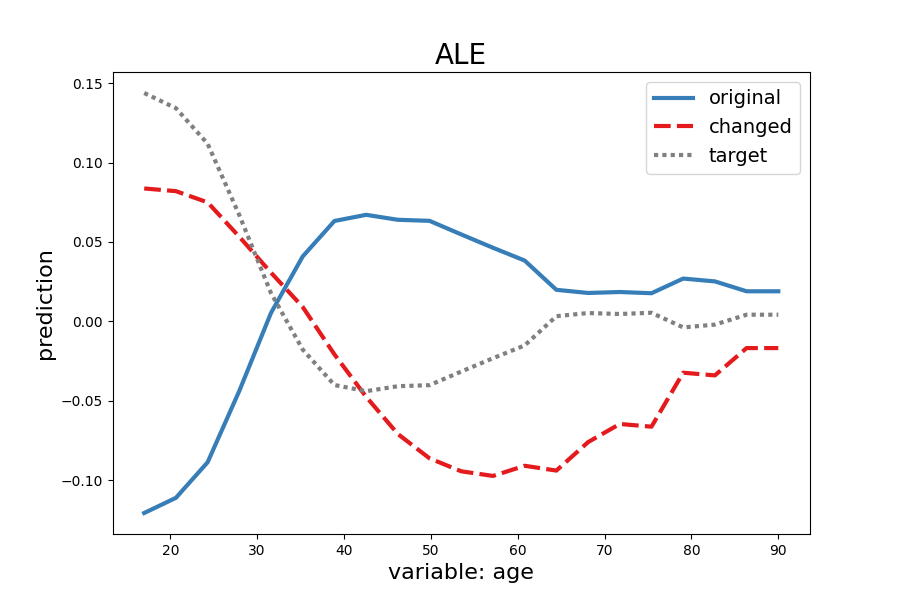 ALE
original
changed
target
prediction
0.15
0.10
0.05
0.00
−0.05
−0.10
20 30 40 50 60 70 80 90
variable: age